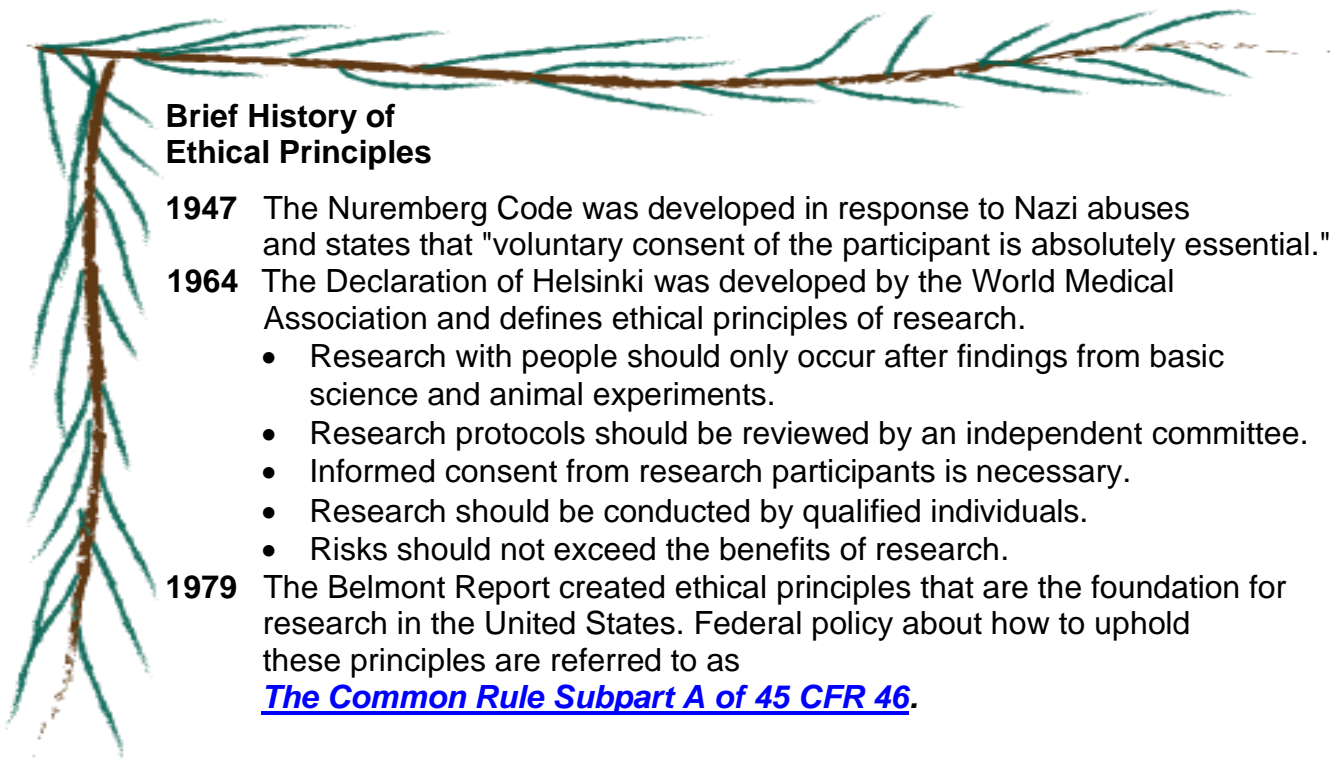 Brief History of
Ethical Principles
1947 The Nuremberg Code was developed in response to Nazi abuses
and states that "voluntary consent of the participant is absolutely essential."
1964 The Declaration of Helsinki was developed by the World Medical
Association and defines ethical principles of research.
• Research with people should only occur after findings from basic
science and animal experiments.
• Research protocols should be reviewed by an independent committee.
• Informed consent from research participants is necessary.
• Research should be conducted by qualified individuals.
• Risks should not exceed the benefits of research.
1979 The Belmont Report created ethical principles that are the foundation for
research in the United States. Federal policy about how to uphold
these principles are referred to as
The Common Rule Subpart A of 45 CFR 46.